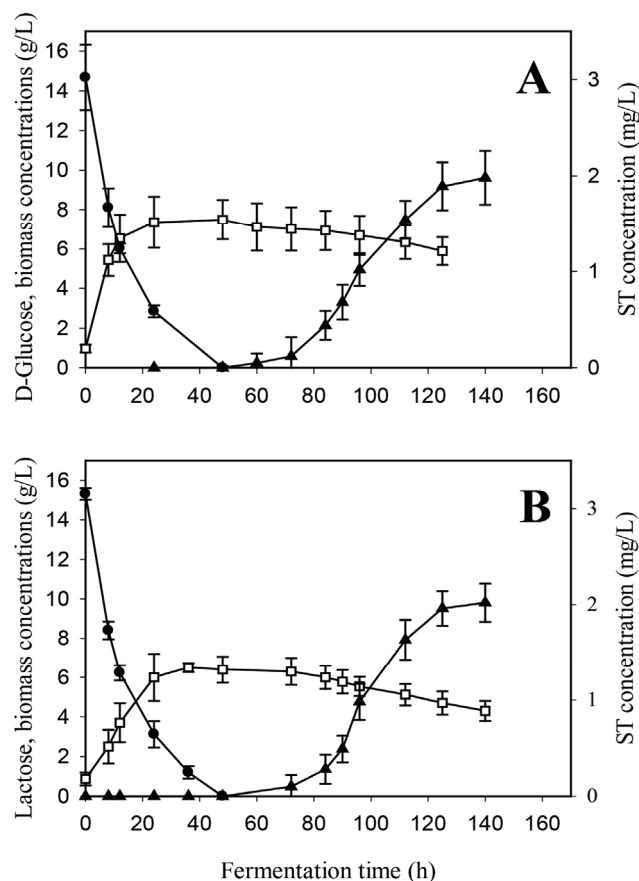 A
D-Glucose, biomass concentrations (g/L)
16
14
12
10
8
6
4
2
0
3
2
1
0
ST concentration (mg/L)
0 20 40 60 80 100 120 140 160
B
Lactose, biomass concentrations (g/L)
16
14
12
10
8
6
4
2
0
3
2
1
0
ST concentration (mg/L)
0 20 40 60 80 100 120 140 160
Fermentation time (h)